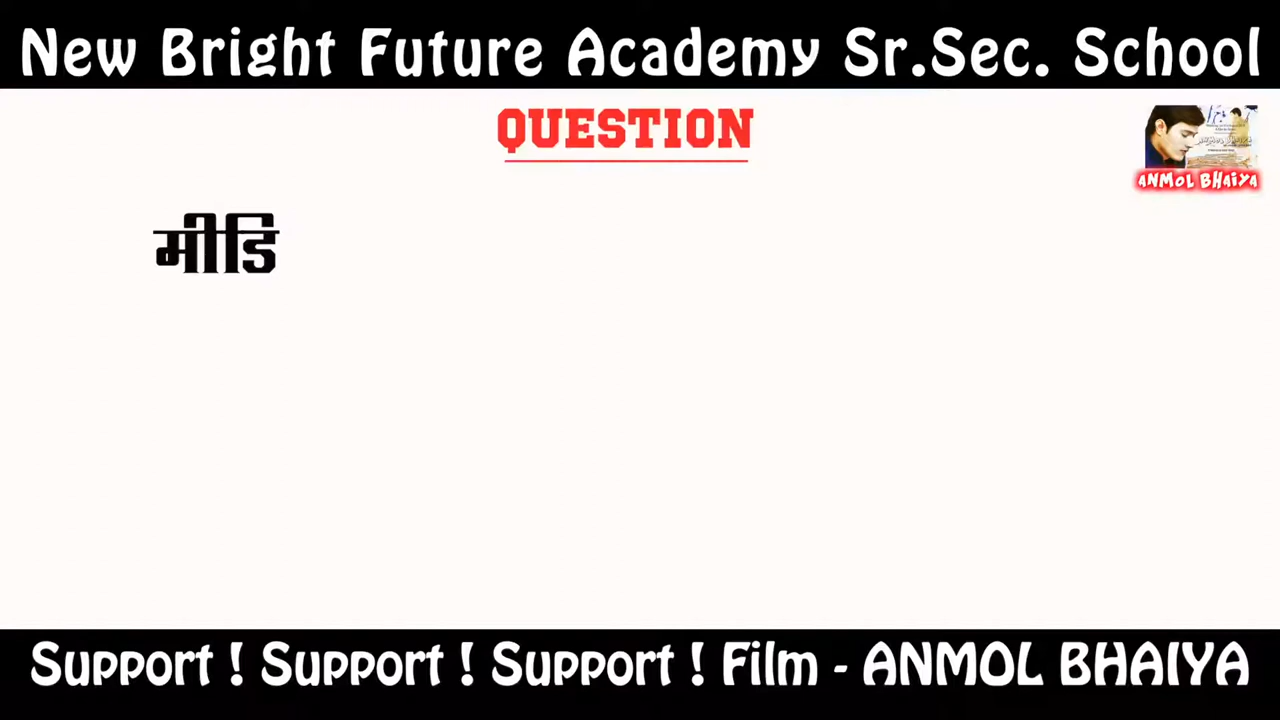 New Bright Future Academy Sr.Sec. School
QUESTION
ANMOL BHAIYA
मीडि
Support ! Support ! Support ! Film - ANMOL BHAIYA